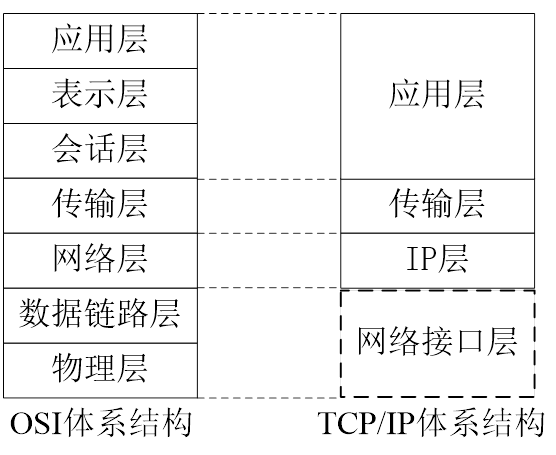 应用层
表示层
会话层
传输层
网络层
数据链路层
物理层
OSI体系结构
应用层
传输层
IP层
网络接口层
TCP/IP体系结构